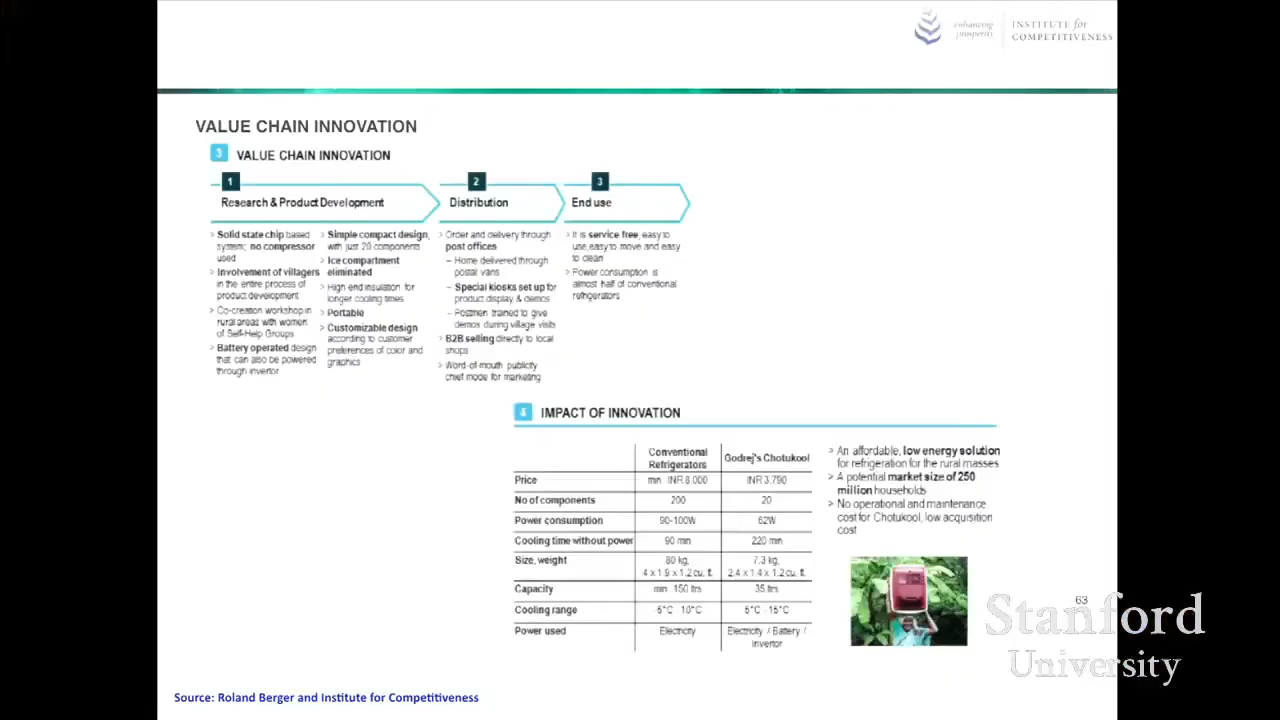 enhancing
prosperity
INSTITUTE for
COMPETITIVENESS
VALUE CHAIN INNOVATION
3 VALUE CHAIN INNOVATION
1
Research & Product Development
> Solid state chip based
system; no compressor
used
> Involvement of villagers
in the entire process of
product development
> Co-creation workshop in
rural areas with women
of Self-Help Groups
> Battery operated design
that can also be powered
through invertor
> Simple compact design,
with just 20 components
> Ice compartment
eliminated
> High end insulation for
longer cooling times
> Portable
> Customizable design
according to customer
preferences of color and
graphics
2
Distribution
> Order and delivery through
post offices
– Home delivered through
postal vans
– Special kiosks set up for
product display & demos
– Postmen trained to give
demos during village visits
> B2B selling directly to local
shops
> Word-of-mouth publicity
chief mode for marketing
3
End use
> It is service free, easy to
use, easy to move and easy
to clean
> Power consumption is
almost half of conventional
refrigerators
4 IMPACT OF INNOVATION
Conventional
Refrigerators
Godrej's Chotukool
Price min INR 8.000 INR 3.790
No of components 200 20
Power consumption 90-100W 62W
Cooling time without power 90 min 220 min
Size, weight 80 kg, 7.3 kg,
4 x 1.9 x 1.2 cu. ft. 2.4 x 1.4 x 1.2 cu. ft.
Capacity min 150 ltrs 35 ltrs
Cooling range -5°C - 10°C 5°C - 15°C
Power used Electricity Electricity / Battery /
Invertor
> An affordable, low energy solution
for refrigeration for the rural masses
> A potential market size of 250
million households
> No operational and maintenance
cost for Chotukool, low acquisition
cost
63
Stanford
University
Source: Roland Berger and Institute for Competitiveness